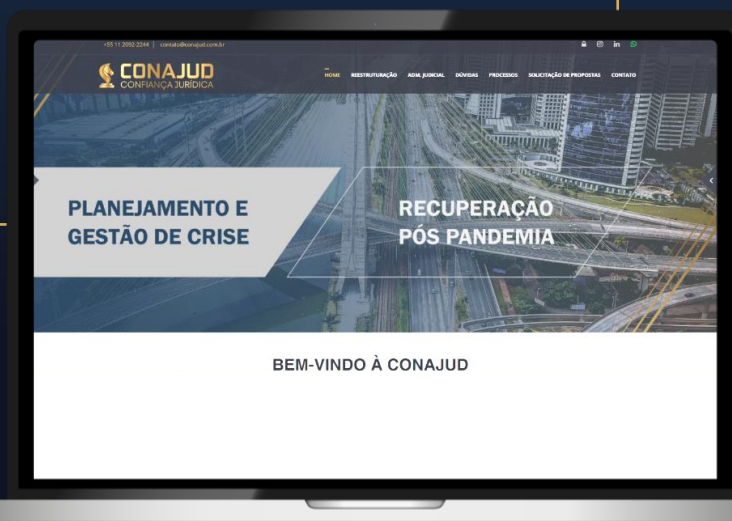 +55 11 2092-2244 | contato@conajud.com.br
CONAJUD
CONFIANÇA JURÍDICA
HOME REESTRUTURAÇÃO ADM. JUDICIAL DÚVIDAS PROCESSOS SOLICITAÇÃO DE PROPOSTAS CONTATO
PLANEJAMENTO E
GESTÃO DE CRISE
RECUPERAÇÃO
PÓS PANDEMIA
BEM-VINDO À CONAJUD